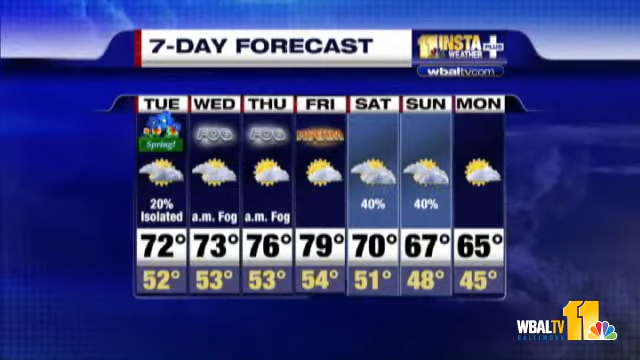 7-DAY FORECAST
11 INSTA
WEATHER PLUS
wbaltv.com
TUE WED THU FRI SAT SUN MON
Spring! FOG FOG WARM
20% 40% 40%
Isolated a.m. Fog a.m. Fog
72° 73° 76° 79° 70° 67° 65°
52° 53° 53° 54° 51° 48° 45°
WBALTV 11
BALTIMORE